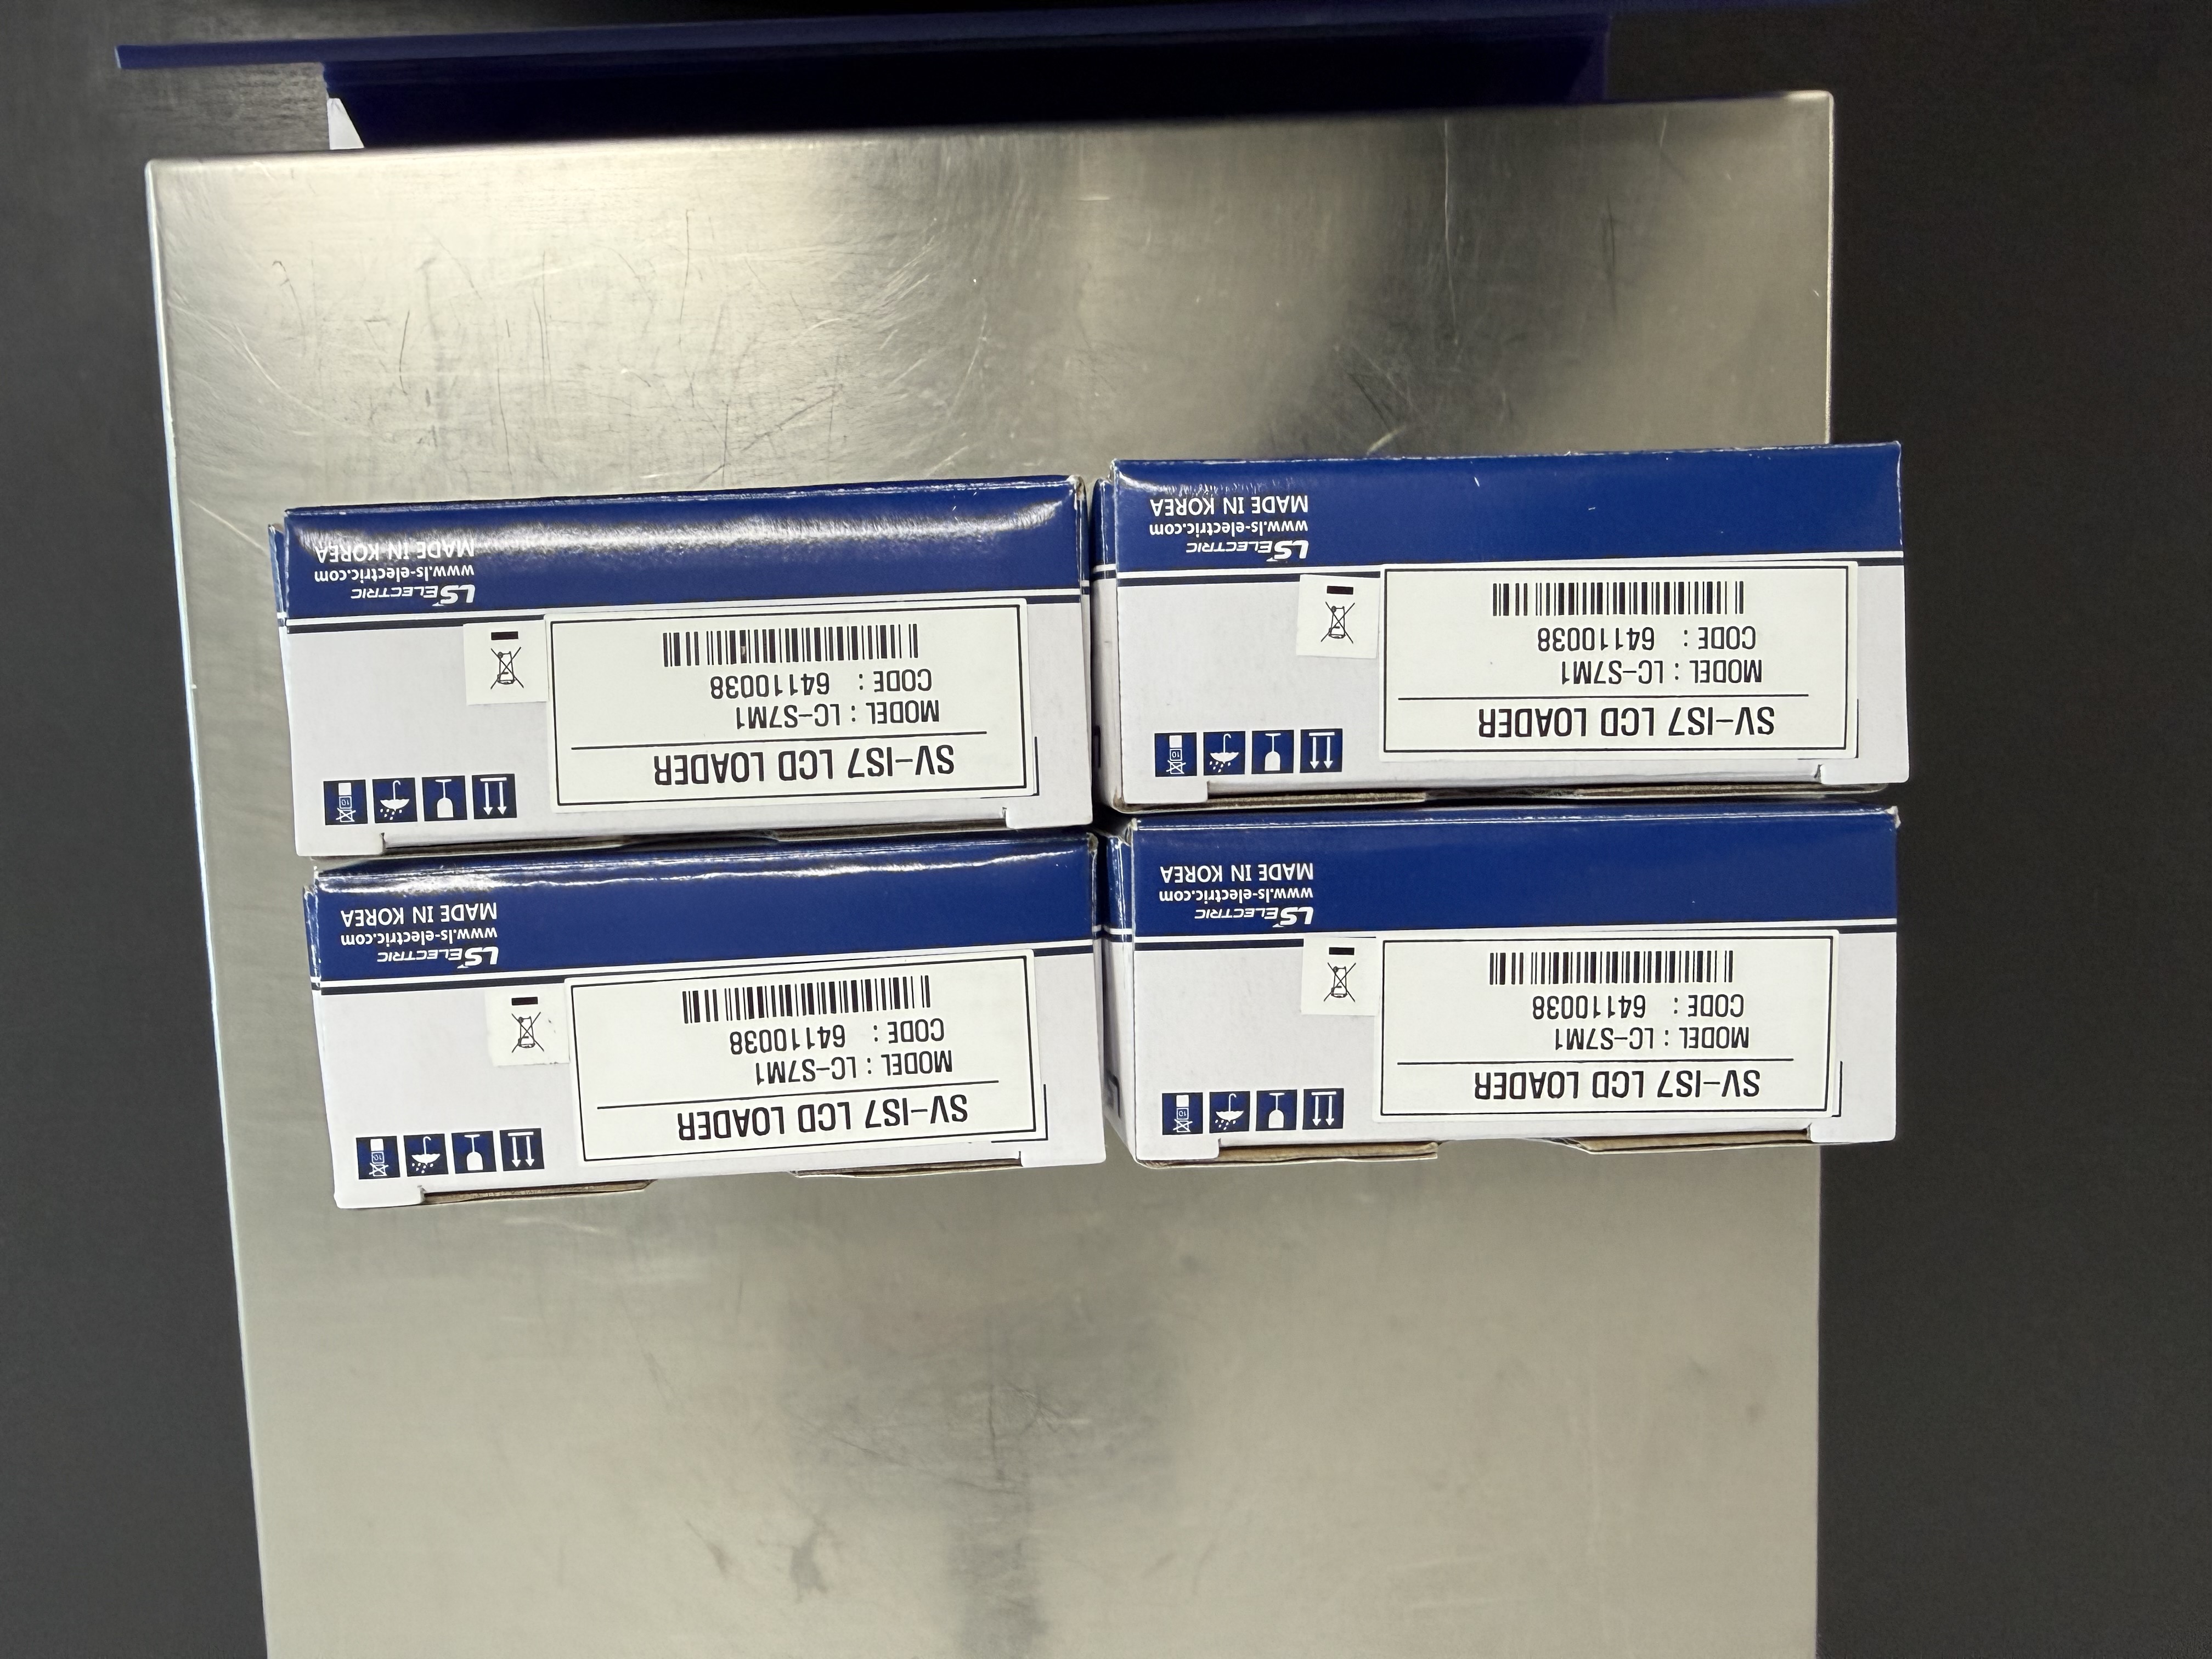 SV-IS7 LCD LOADER
MODEL : LC-S7M1
CODE : 64110038
LS ELECTRIC
www.ls-electric.com
MADE IN KOREA
SV-IS7 LCD LOADER
MODEL : LC-S7M1
CODE : 64110038
LS ELECTRIC
www.ls-electric.com
MADE IN KOREA
SV-IS7 LCD LOADER
MODEL : LC-S7M1
CODE : 64110038
LS ELECTRIC
www.ls-electric.com
MADE IN KOREA
SV-IS7 LCD LOADER
MODEL : LC-S7M1
CODE : 64110038
LS ELECTRIC
www.ls-electric.com
MADE IN KOREA